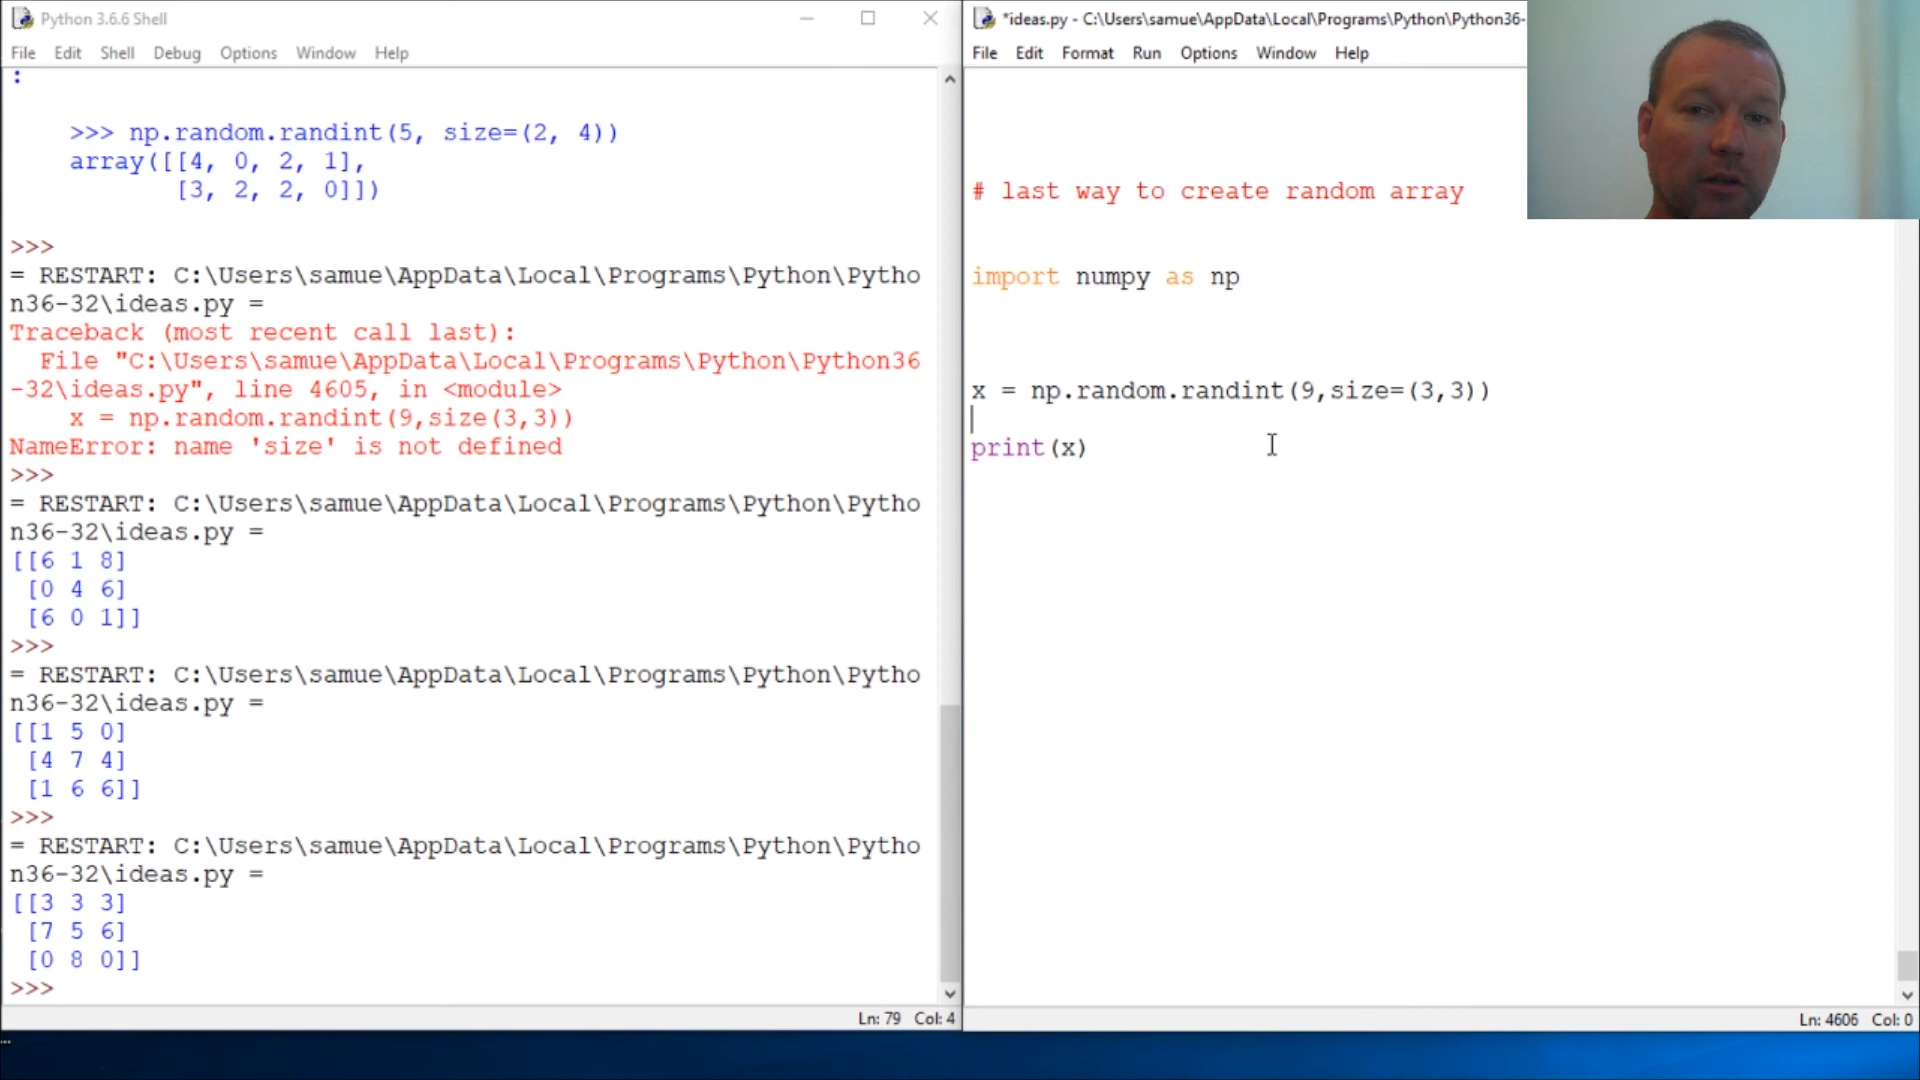 Python 3.6.6 Shell
File Edit Shell Debug Options Window Help
:
>>> np.random.randint(5, size=(2, 4))
array([[4, 0, 2, 1],
[3, 2, 2, 0]])
>>>
= RESTART: C:\Users\samue\AppData\Local\Programs\Python\Pytho
n36-32\ideas.py =
Traceback (most recent call last):
File "C:\Users\samue\AppData\Local\Programs\Python\Python36
-32\ideas.py", line 4605, in <module>
x = np.random.randint(9,size(3,3))
NameError: name 'size' is not defined
>>>
= RESTART: C:\Users\samue\AppData\Local\Programs\Python\Pytho
n36-32\ideas.py =
[[6 1 8]
[0 4 6]
[6 0 1]]
>>>
= RESTART: C:\Users\samue\AppData\Local\Programs\Python\Pytho
n36-32\ideas.py =
[[1 5 0]
[4 7 4]
[1 6 6]]
>>>
= RESTART: C:\Users\samue\AppData\Local\Programs\Python\Pytho
n36-32\ideas.py =
[[3 3 3]
[7 5 6]
[0 8 0]]
>>>
Ln: 79 Col: 4
*ideas.py - C:\Users\samue\AppData\Local\Programs\Python\Python36-
File Edit Format Run Options Window Help
# last way to create random array
import numpy as np
x = np.random.randint(9,size=(3,3))
print(x)
Ln: 4606 Col: 0